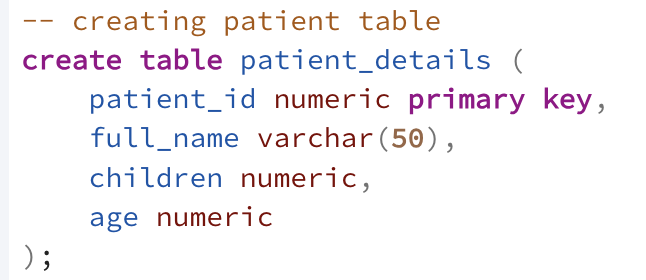 -- creating patient table
create table patient_details (
    patient_id numeric primary key,
    full_name varchar(50),
    children numeric,
    age numeric
);